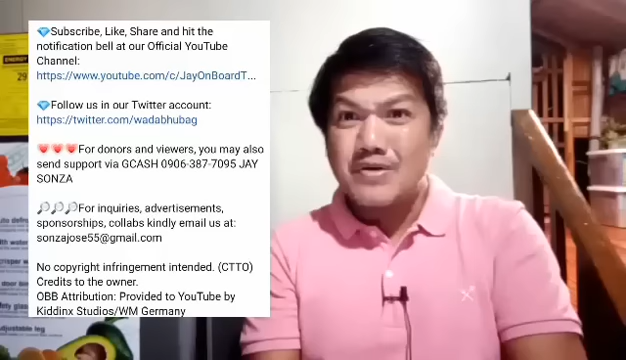 💎Subscribe, Like, Share and hit the
notification bell at our Official YouTube
Channel:
https://www.youtube.com/c/JayOnBoardT...
💎Follow us in our Twitter account:
https://twitter.com/wadabhubag
❤️❤️❤️For donors and viewers, you may also
send support via GCASH 0906-387-7095 JAY
SONZA
🔎🔎🔎For inquiries, advertisements,
sponsorships, collabs kindly email us at:
sonzajose55@gmail.com
No copyright infringement intended. (CTTO)
Credits to the owner.
OBB Attribution: Provided to YouTube by
Kiddinx Studios/WM Germany
ENERGY
29